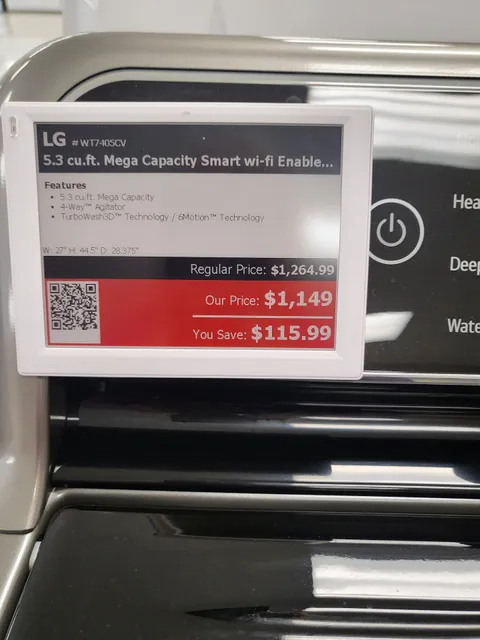 LG # WT7405CV
5.3 cu.ft. Mega Capacity Smart wi-fi Enable...
Features
• 5.3 cu.ft. Mega Capacity
• 4-Way™ Agitator
• TurboWash3D™ Technology / 6Motion™ Technology
W: 27" H: 44.5" D: 28.375"
Regular Price: $1,264.99
Our Price: $1,149
You Save: $115.99
Hea
Deep
Wate